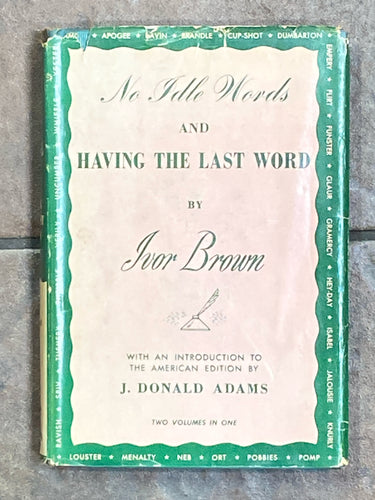 APOGEE ★ BAVIN ★ BRANDLE ★ CUP-SHOT ★ DUMBARTON
EMPERY ★ FLIRT ★ FUNSTER ★ GLAUR ★ GRAMERCY ★ HEY-DAY ★ ISABEL ★ JALOUSIE ★ KNURLY
No Idle Words
AND
HAVING THE LAST WORD
BY
Ivor Brown
WITH AN INTRODUCTION TO
THE AMERICAN EDITION BY
J. DONALD ADAMS
TWO VOLUMES IN ONE
LOUSTER ★ MENALTY ★ NEB ★ ORT ★ POBBIES ★ POMP
RAVISH ★ SPIV